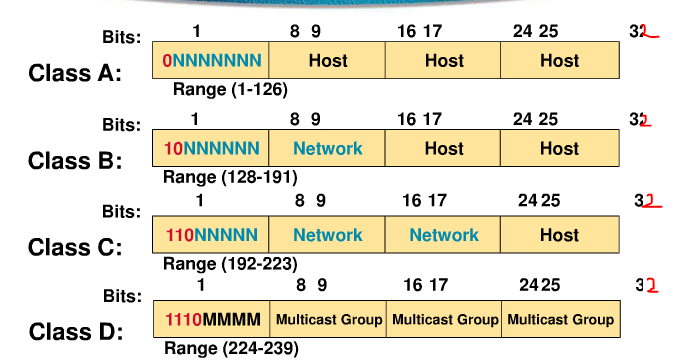 Bits: 1 8 9 16 17 24 25 32
Class A: 0NNNNNNN Host Host Host
Range (1-126)
Bits: 1 8 9 16 17 24 25 32
Class B: 10NNNNNN Network Host Host
Range (128-191)
Bits: 1 8 9 16 17 24 25 32
Class C: 110NNNNN Network Network Host
Range (192-223)
Bits: 1 8 9 16 17 24 25 32
Class D: 1110MMMM Multicast Group Multicast Group Multicast Group
Range (224-239)